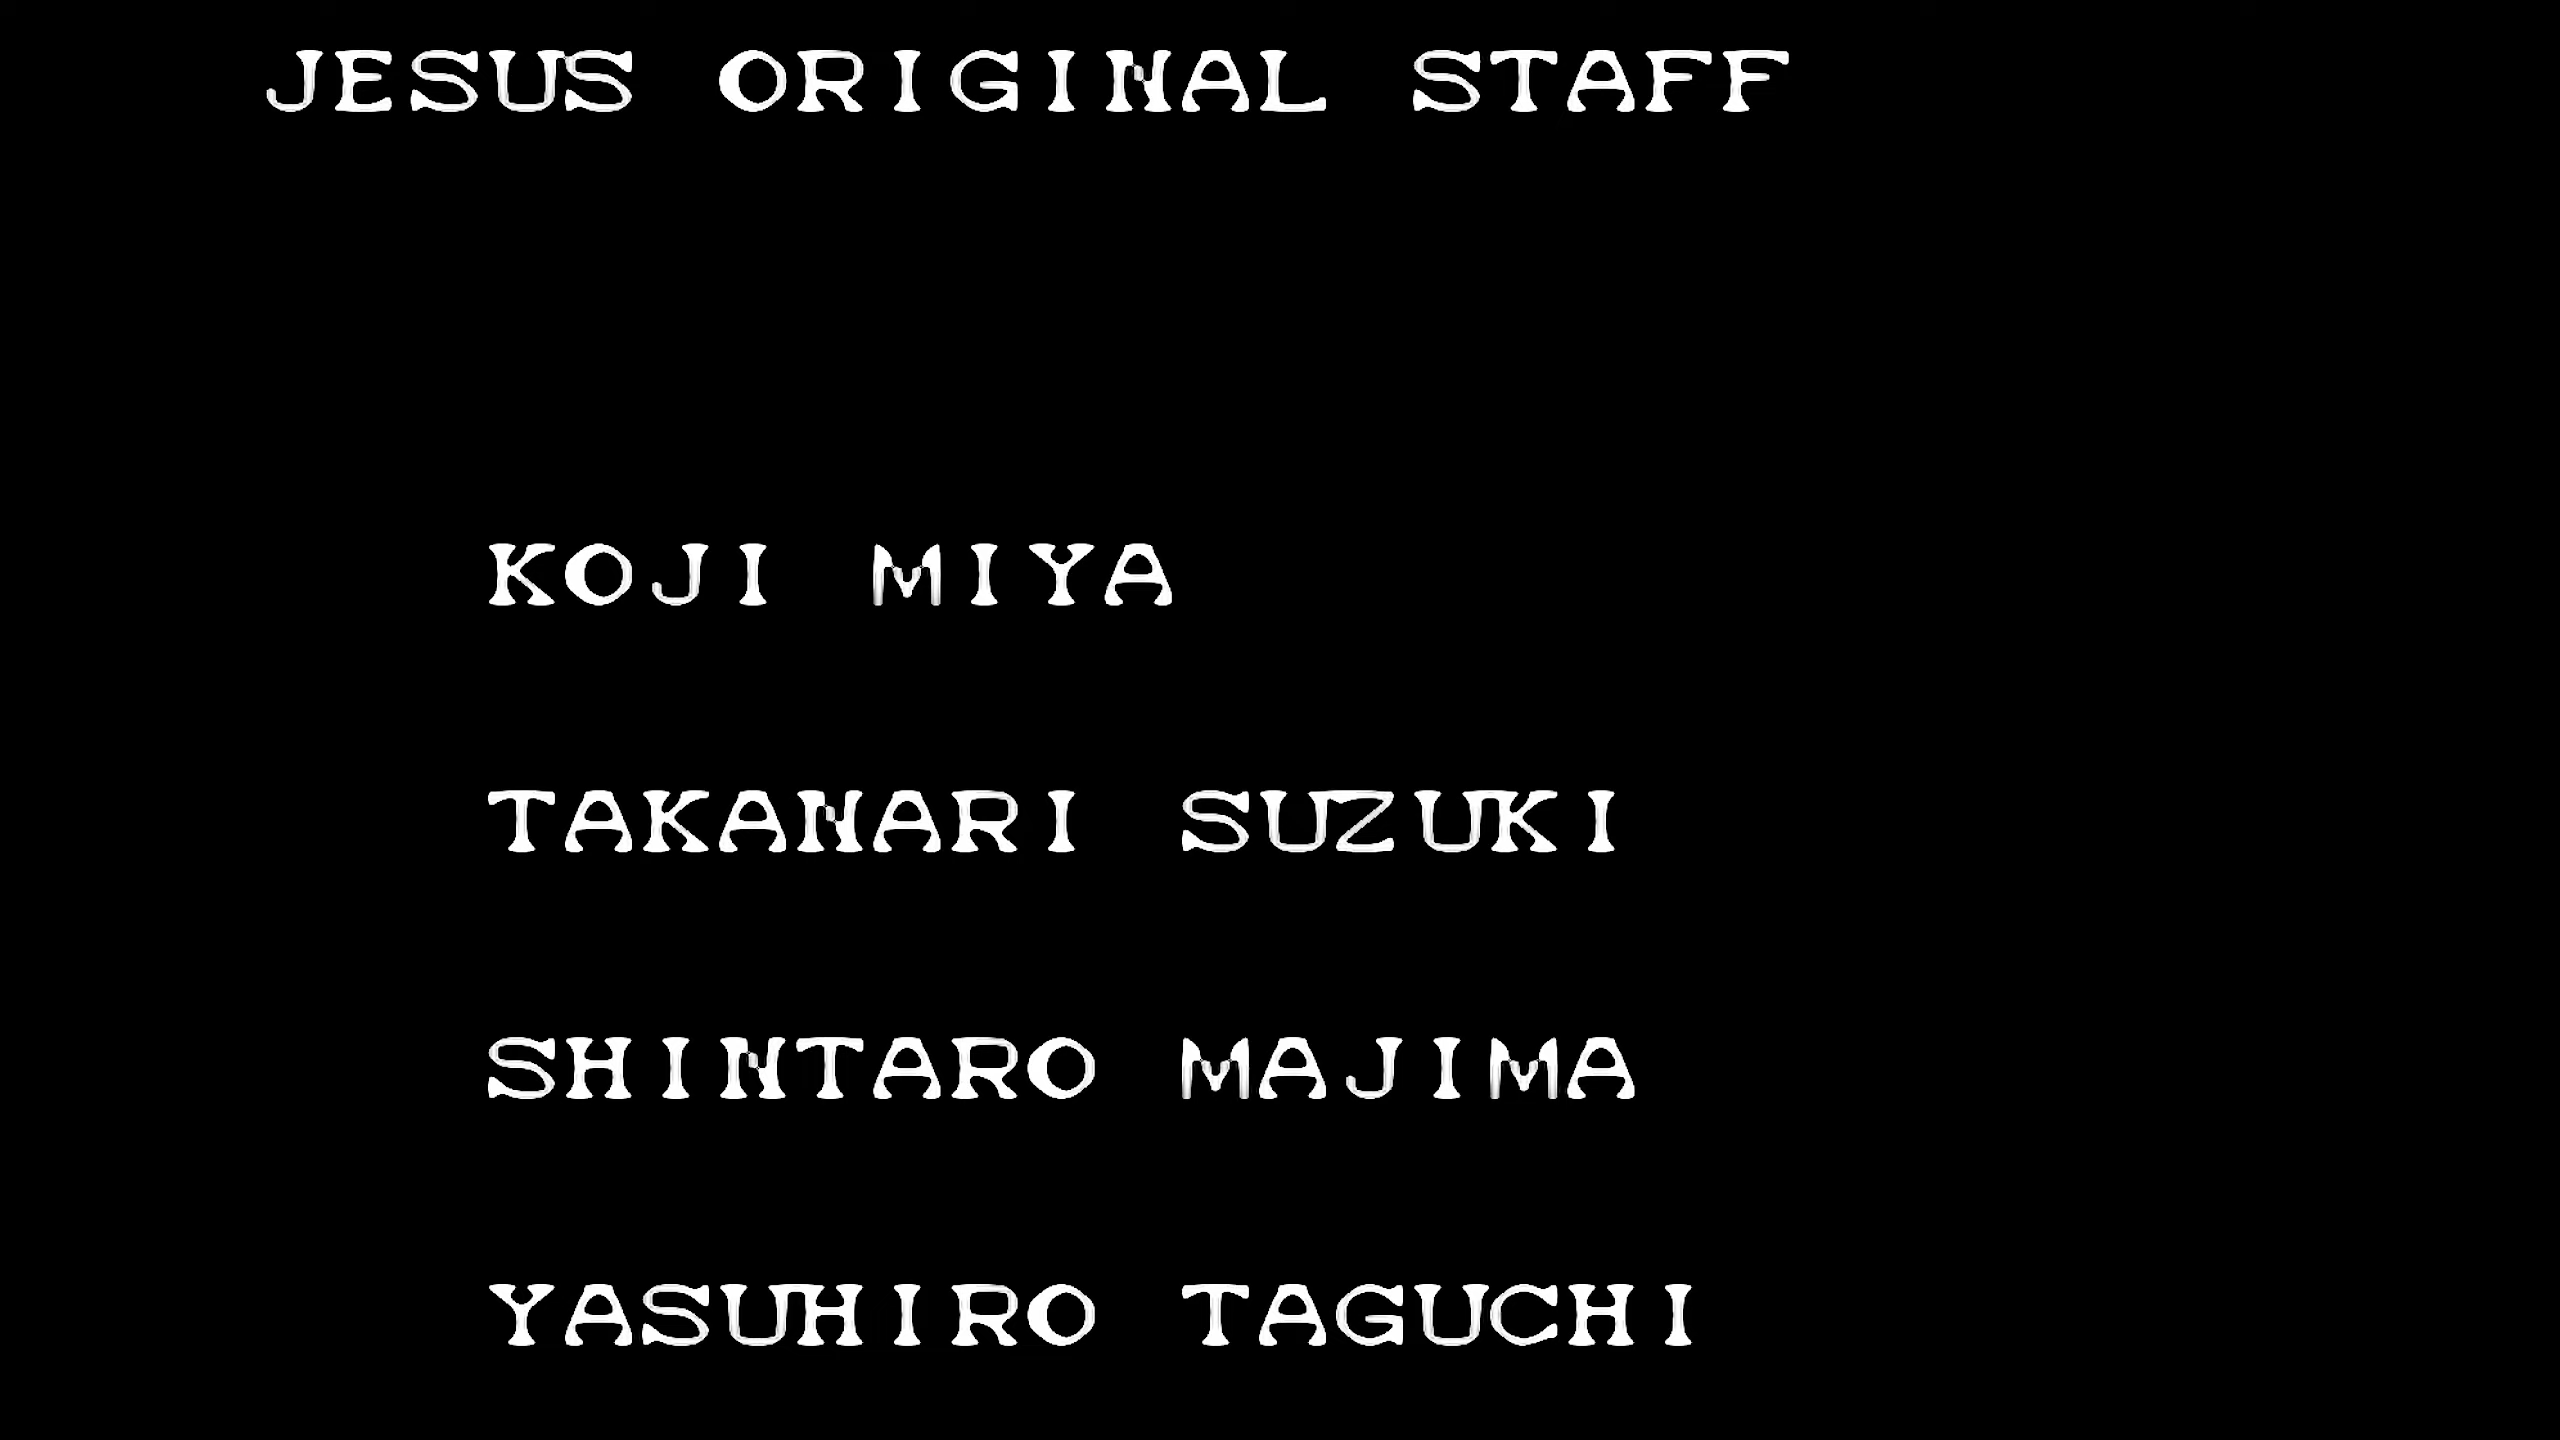 JESUS ORIGINAL STAFF
KOJI MIYA
TAKANARI SUZUKI
SHINTARO MAJIMA
YASUHIRO TAGUCHI